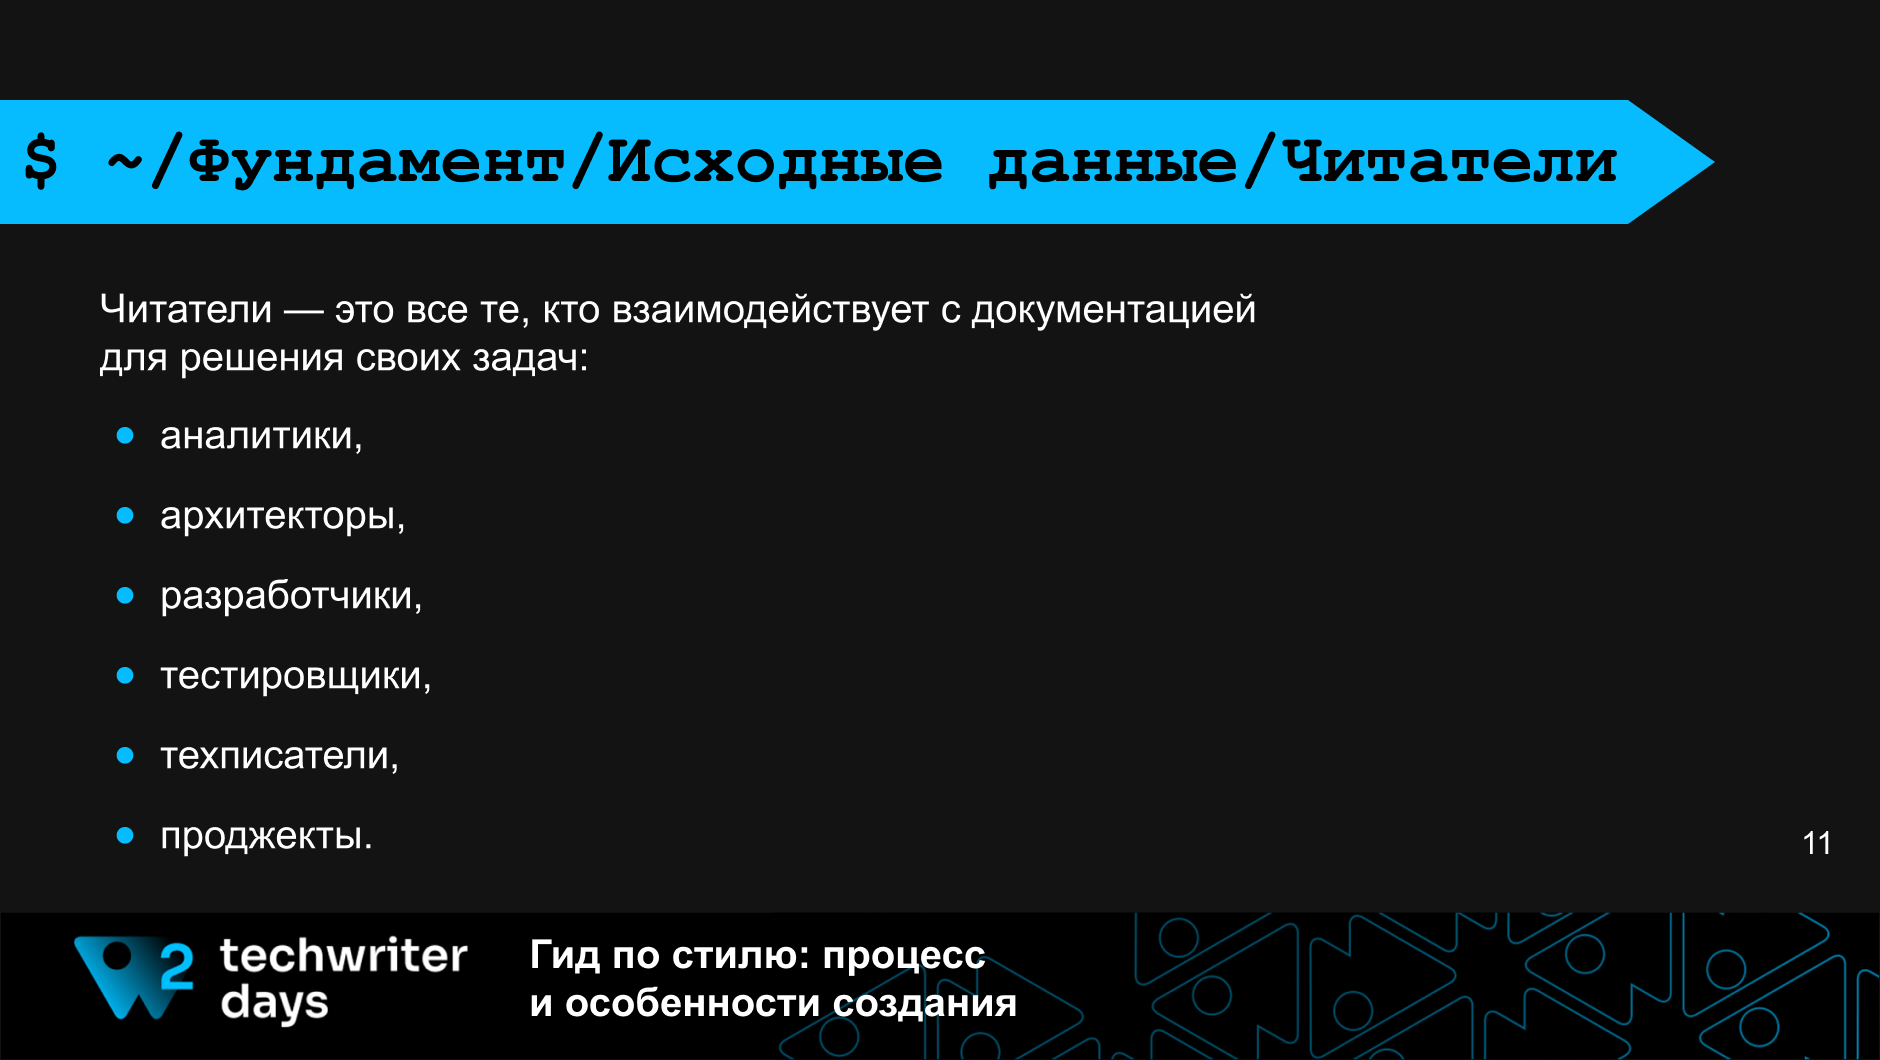 $ ~/Фундамент/Исходные данные/Читатели
Читатели — это все те, кто взаимодействует с документацией
для решения своих задач:
● аналитики,
● архитекторы,
● разработчики,
● тестировщики,
● техписатели,
● проджекты.
11
2 techwriter
days
Гид по стилю: процесс
и особенности создания